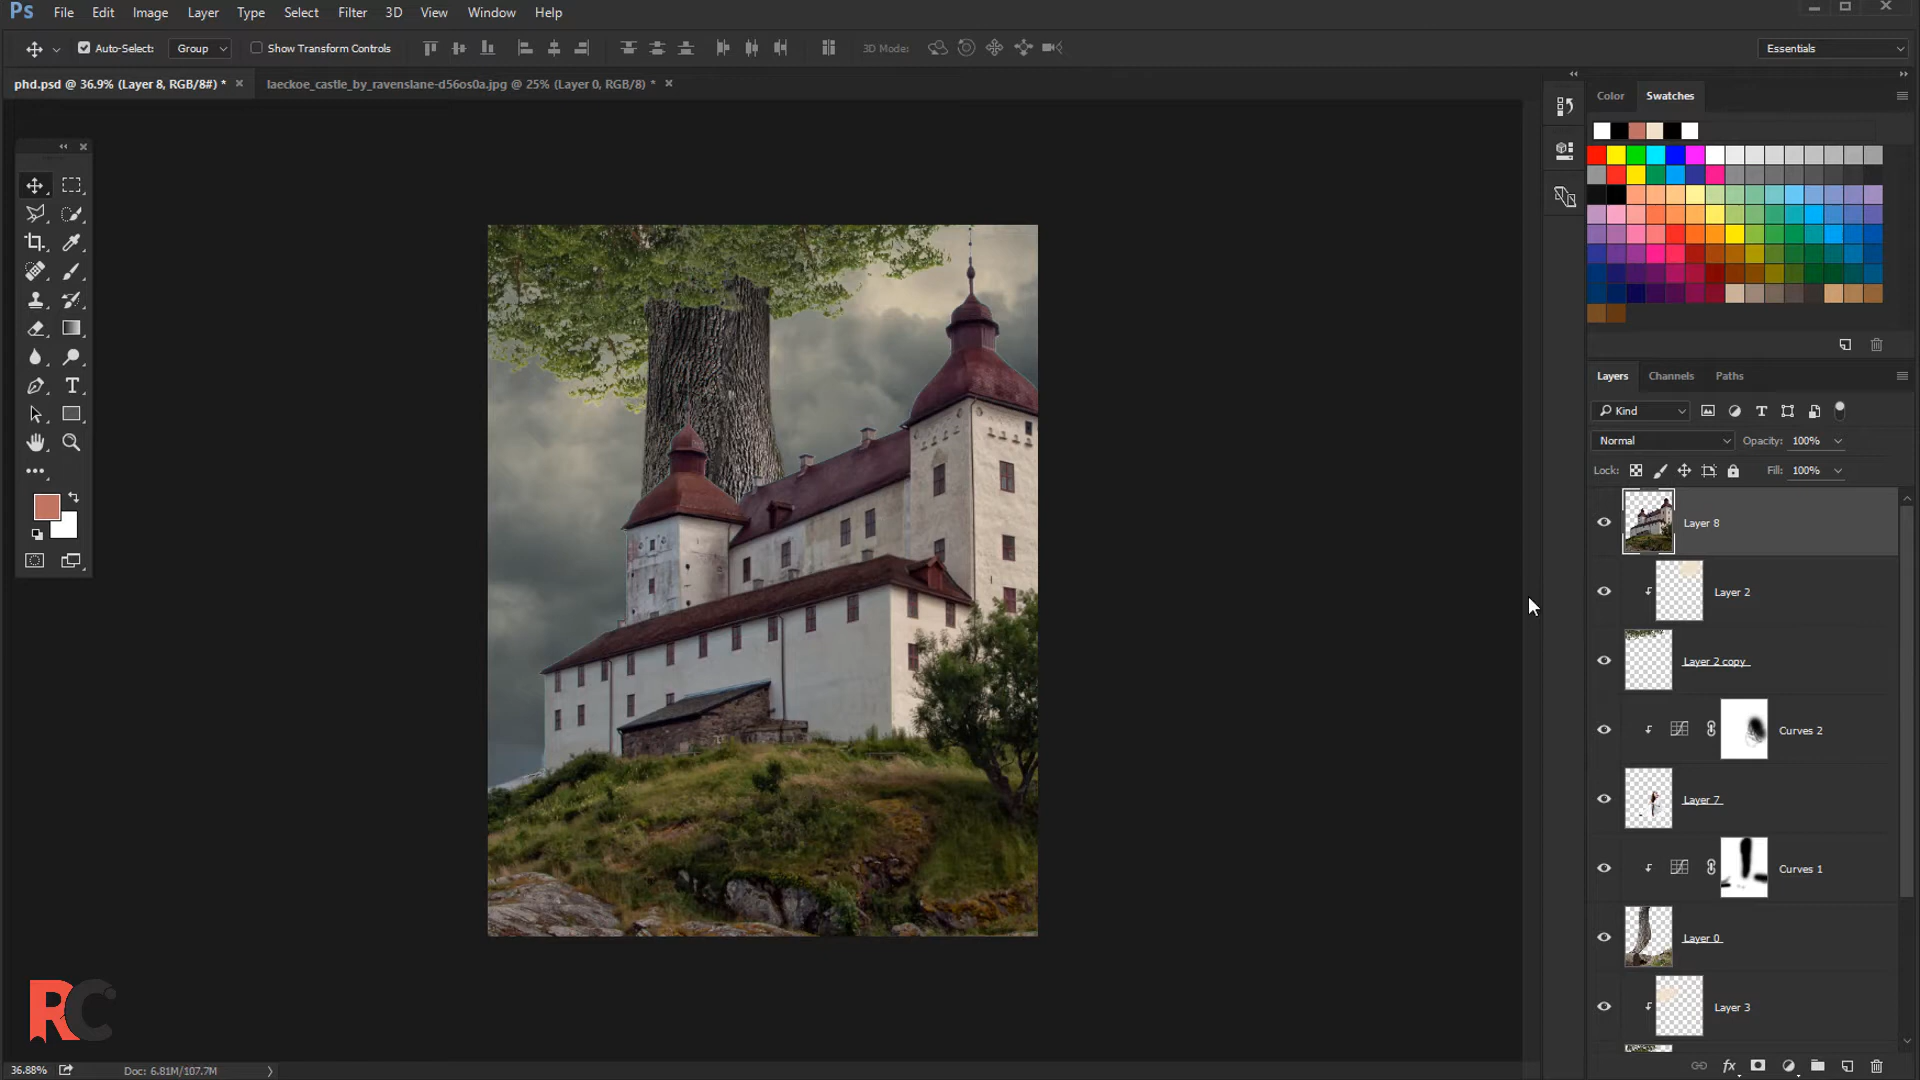 Ps File Edit Image Layer Type Select Filter 3D View Window Help
Auto-Select: Group Show Transform Controls 3D Mode: Essentials
phd.psd @ 36.9% (Layer 8, RGB/8#) * laeckoe_castle_by_ravenslane-d56os0a.jpg @ 25% (Layer 0, RGB/8) *
Color Swatches
Layers Channels Paths
Kind
Normal Opacity: 100%
Lock: Fill: 100%
Layer 8
Layer 2
Layer 2 copy
Curves 2
Layer 7
Curves 1
Layer 0
Layer 3
RC
36.88% Doc: 6.81M/107.7M